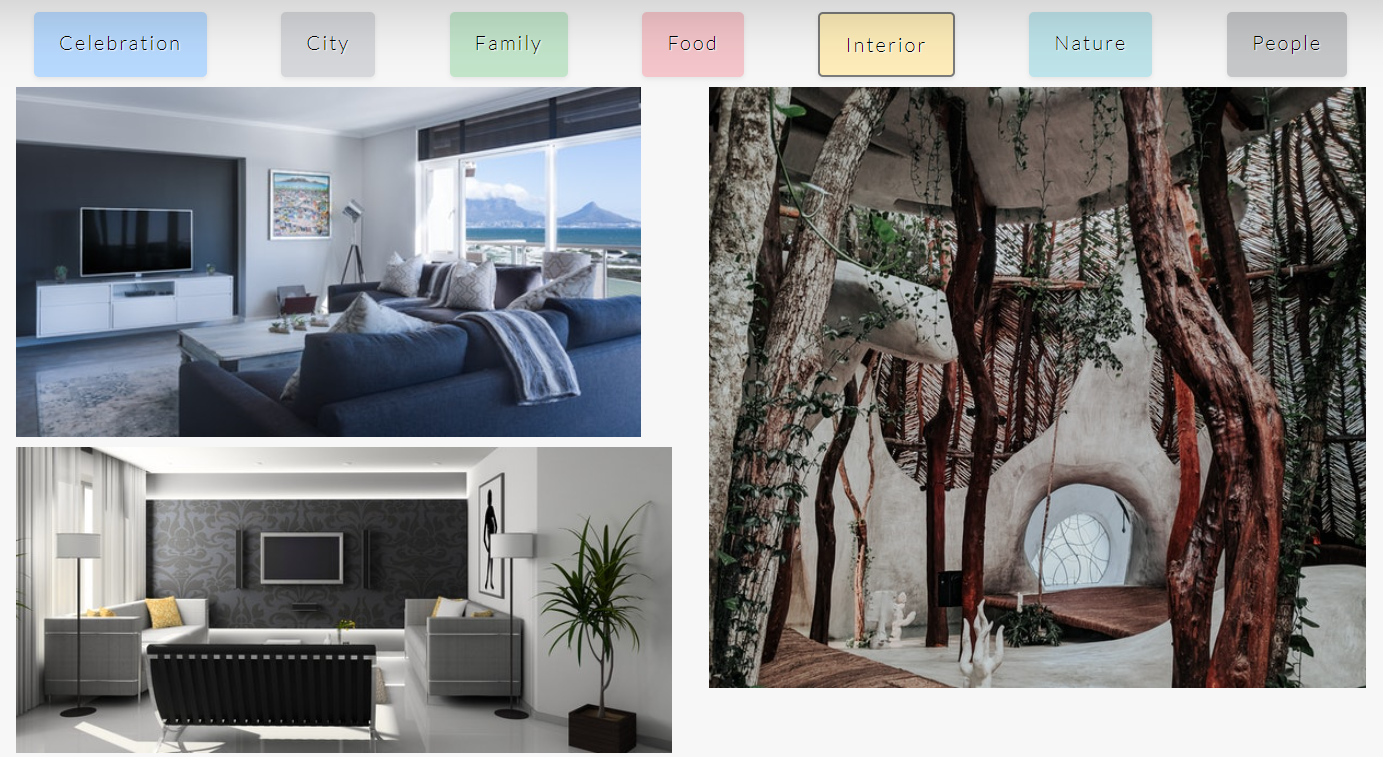 Celebration
City
Family
Food
Interior
Nature
People